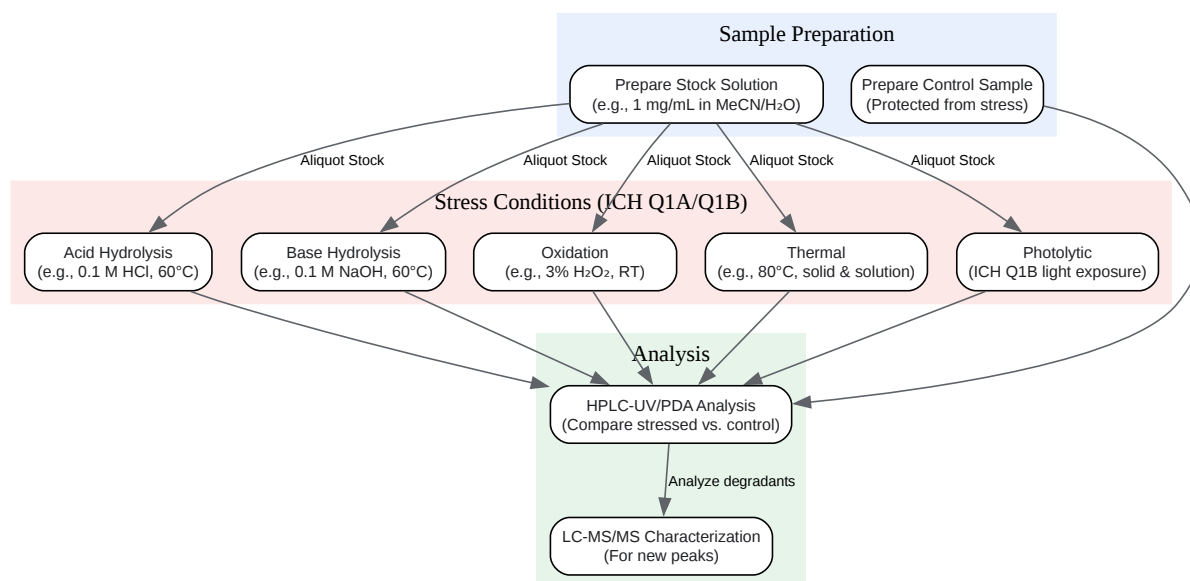 Sample Preparation
Prepare Stock Solution
(e.g., 1 mg/mL in MeCN/H₂O)
Prepare Control Sample
(Protected from stress)
Aliquot Stock
Aliquot Stock
Aliquot Stock
Aliquot Stock
Aliquot Stock
Stress Conditions (ICH Q1A/Q1B)
Acid Hydrolysis
(e.g., 0.1 M HCl, 60°C)
Base Hydrolysis
(e.g., 0.1 M NaOH, 60°C)
Oxidation
(e.g., 3% H₂O₂, RT)
Thermal
(e.g., 80°C, solid & solution)
Photolytic
(ICH Q1B light exposure)
Analysis
HPLC-UV/PDA Analysis
(Compare stressed vs. control)
Analyze degradants
LC-MS/MS Characterization
(For new peaks)